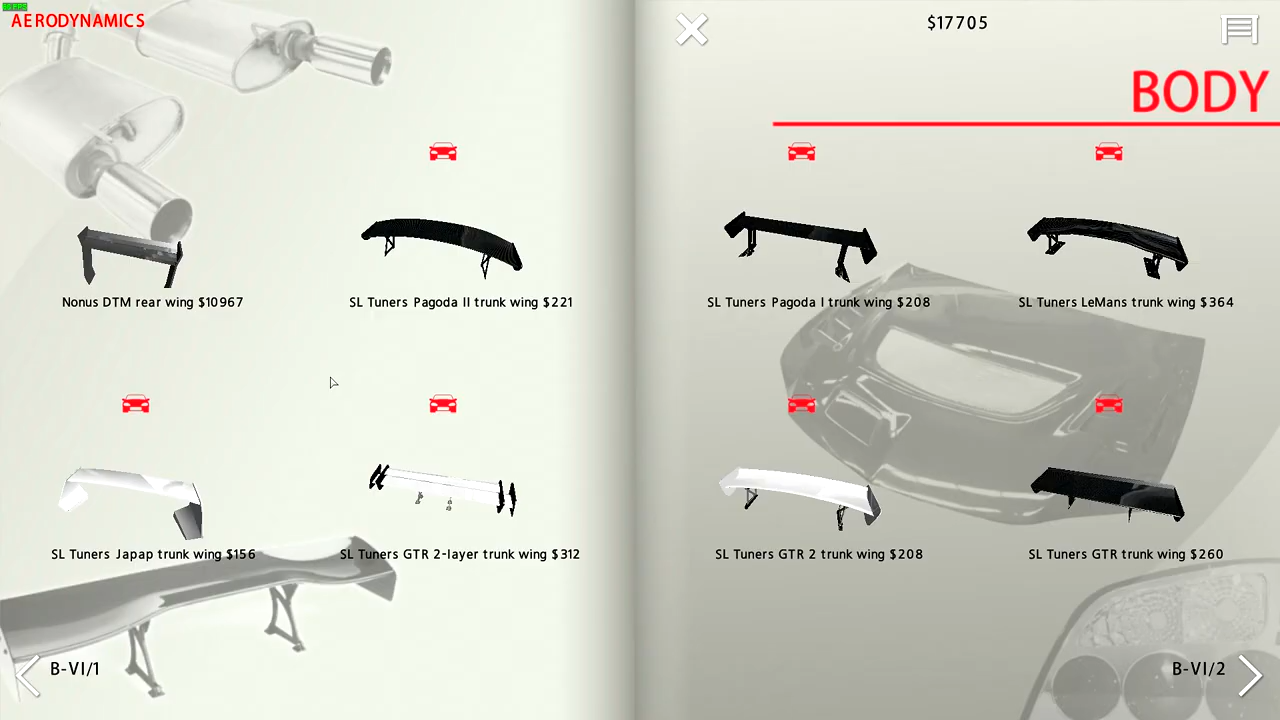 AERODYNAMICS
$17705
BODY
Nonus DTM rear wing $10967
SL Tuners Pagoda II trunk wing $221
SL Tuners Pagoda I trunk wing $208
SL Tuners LeMans trunk wing $364
SL Tuners Japap trunk wing $156
SL Tuners GTR 2-layer trunk wing $312
SL Tuners GTR 2 trunk wing $208
SL Tuners GTR trunk wing $260
B-VI/1
B-VI/2